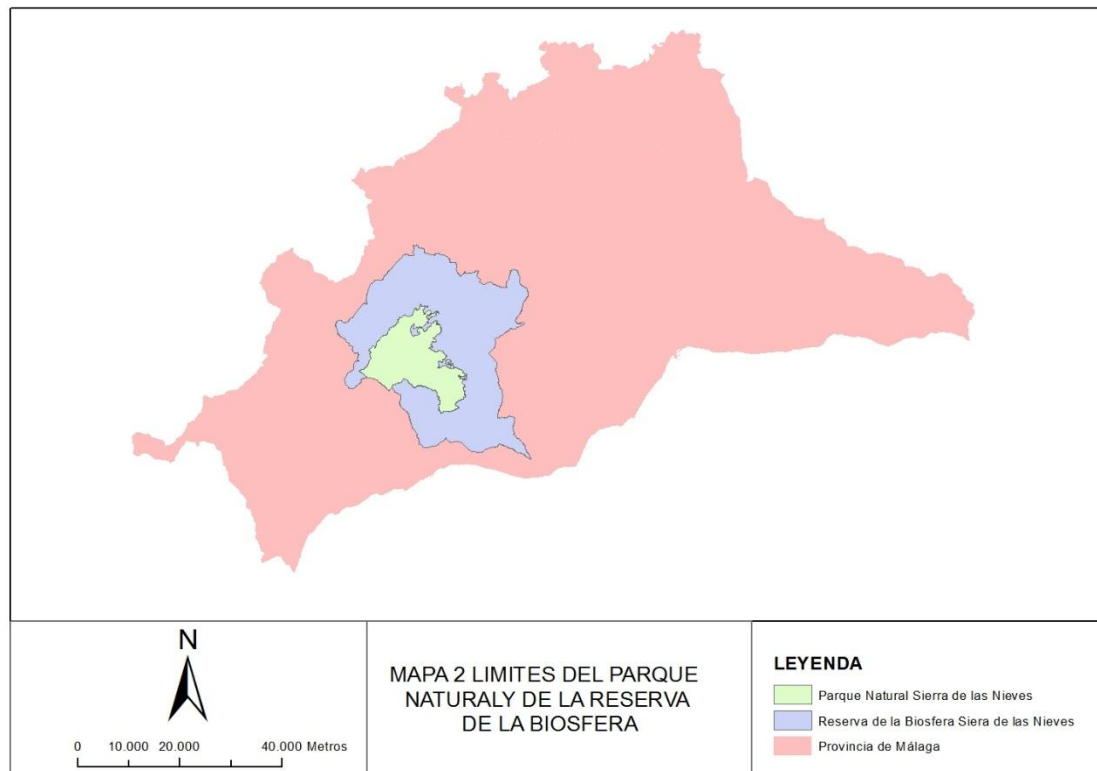 N
0 10.000 20.000 40.000 Metros
MAPA 2 LIMITES DEL PARQUE
NATURALY DE LA RESERVA
DE LA BIOSFERA
LEYENDA
Parque Natural Sierra de las Nieves
Reserva de la Biosfera Siera de las Nieves
Provincia de Málaga